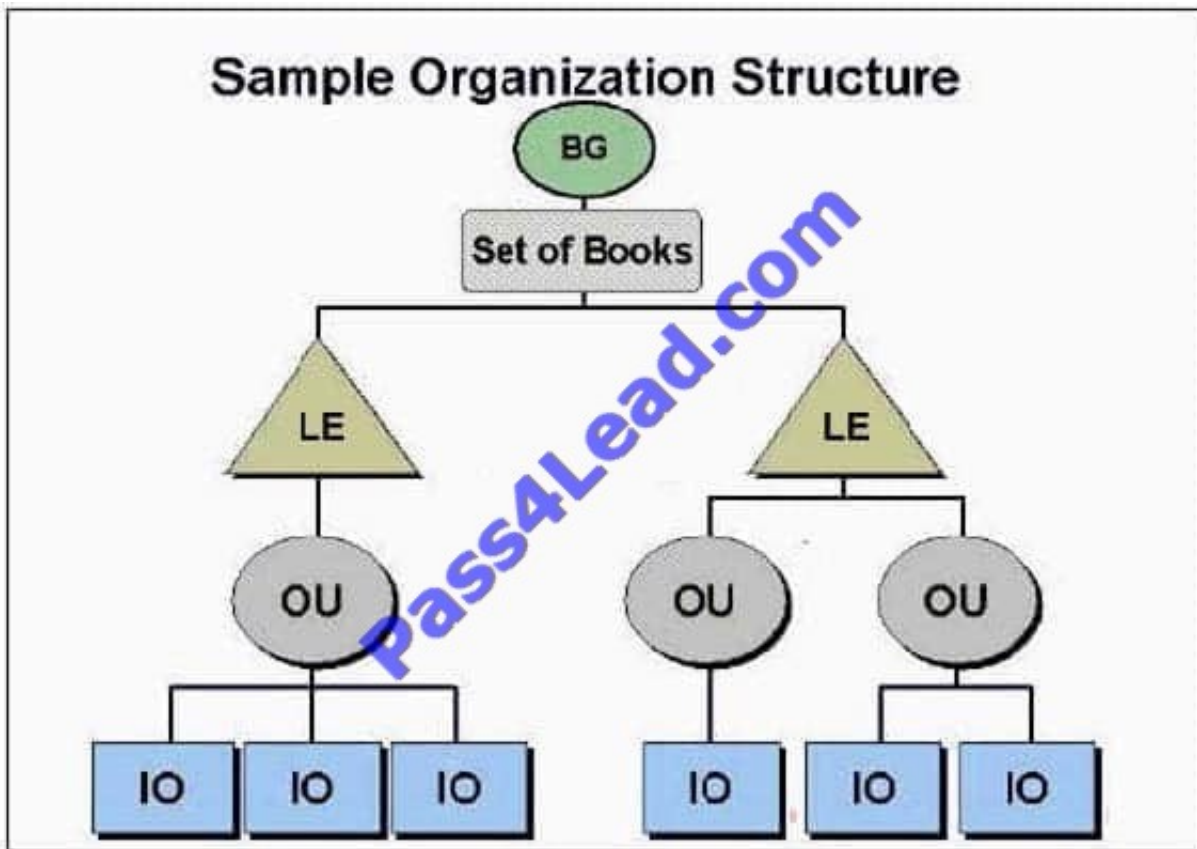 Sample Organization Structure
BG
Set of Books
LE LE
OU OU OU
IO IO IO IO IO IO
Pass4Lead.com